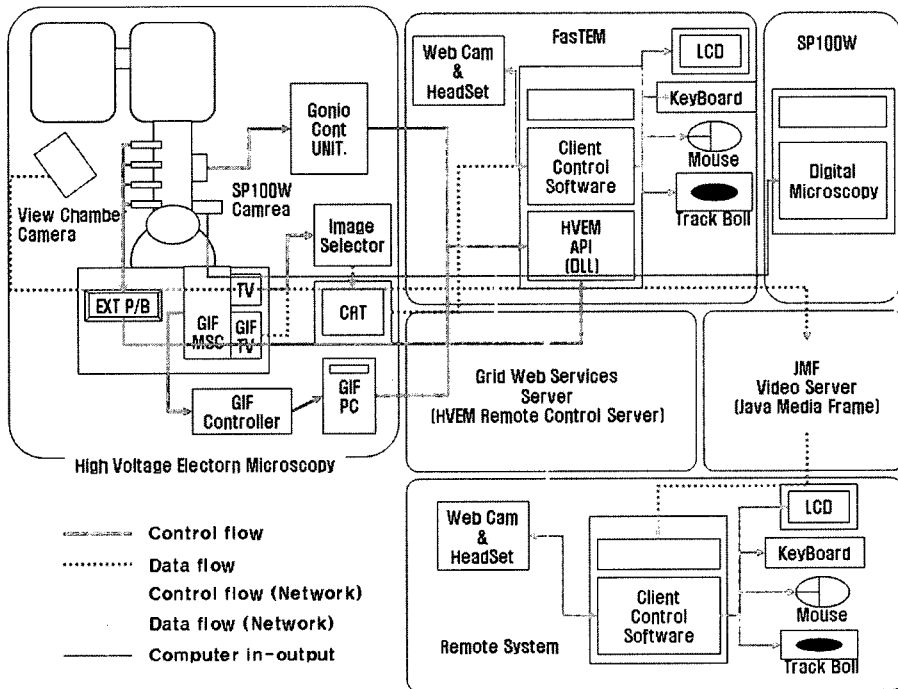 FasTEM
SP100W
Web Cam
&
HeadSet
LCD
KeyBoard
Mouse
Track Boll
Client
Control
Software
HVEM
API
(DLL)
Digital
Microscopy
Gonio
Cont
UNIT.
SP100W
Camrea
View Chamber
Camera
Image
Selector
TV
EXT P/B
GIF
MSC
GIF
TV
CRT
GIF
Controller
GIF
PC
High Voltage Electorn Microscopy
Grid Web Services
Server
(HVEM Remote Control Server)
JMF
Video Server
(Java Media Frame)
Control flow
Data flow
Control flow (Network)
Data flow (Network)
Computer in-output
Web Cam
&
HeadSet
Client
Control
Software
LCD
KeyBoard
Mouse
Track Boll
Remote System